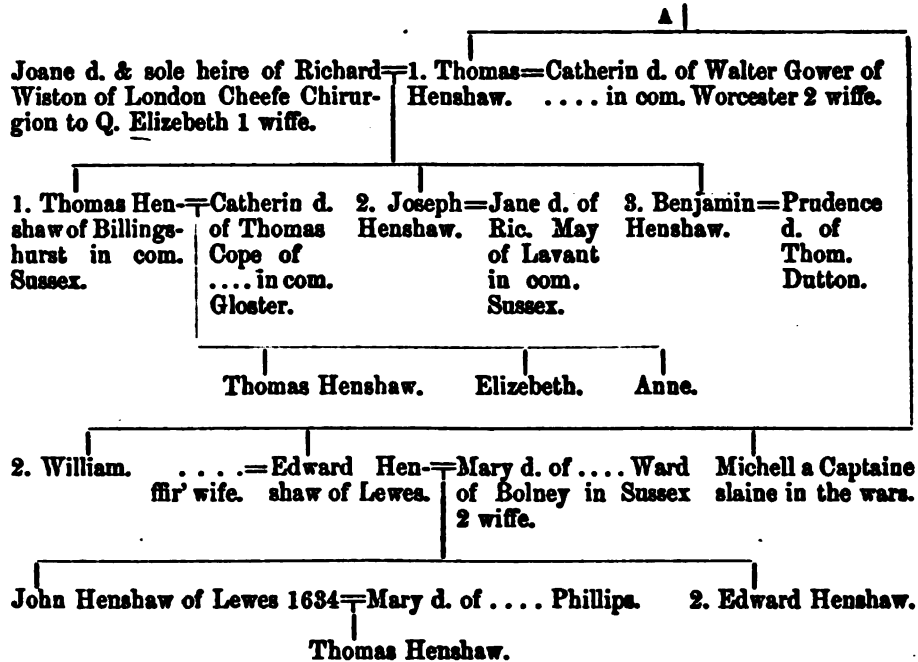 A
Joane d. & sole heire of Richard=1. Thomas=Catherin d. of Walter Gower of
Wiston of London Cheefe Chirur- Henshaw. .... in com. Worcester 2 wiffe.
gion to Q. Elizebeth 1 wiffe.
1. Thomas Hen-=Catherin d. 2. Joseph=Jane d. of 3. Benjamin=Prudence
shaw of Billings- of Thomas Henshaw. Ric. May Henshaw. d. of
hurst in com. Cope of of Lavant Thom.
Sussex. ....in com. in com. Dutton.
Gloster. Sussex.
Thomas Henshaw. Elizebeth. Anne.
2. William. ....=Edward Hen-=Mary d. of .... Ward Michell a Captaine
ffir' wife. shaw of Lewes. of Bolney in Sussex slaine in the wars.
2 wiffe.
John Henshaw of Lewes 1634=Mary d. of .... Phillips. 2. Edward Henshaw.
Thomas Henshaw.